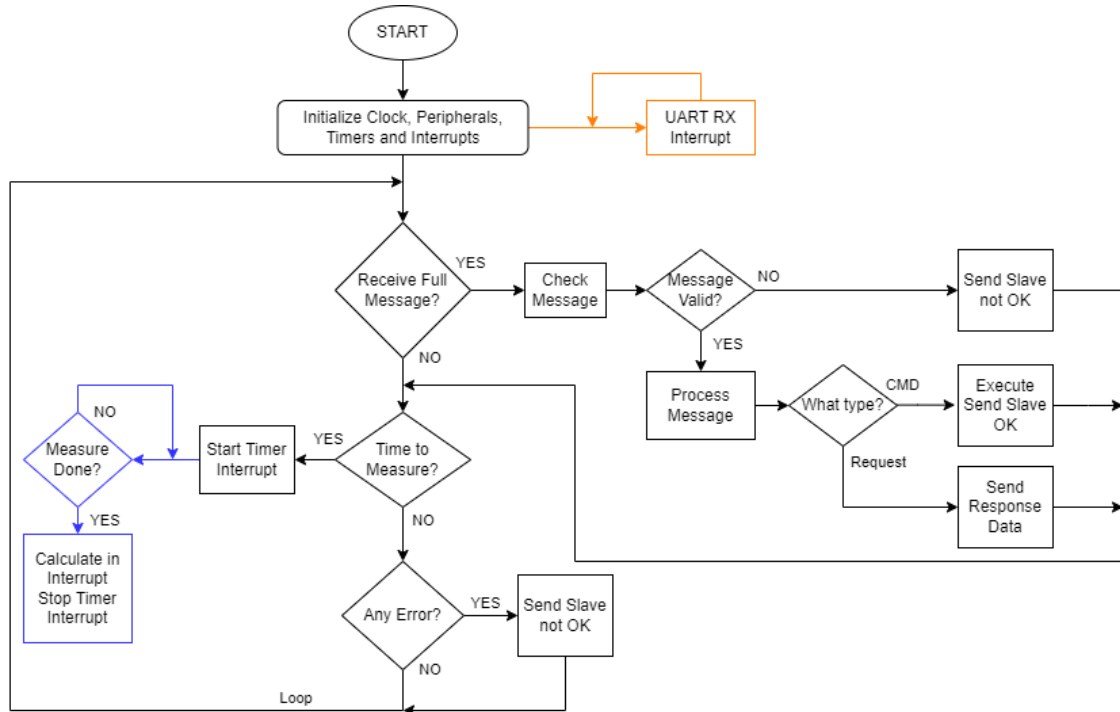 START
Initialize Clock, Peripherals,
Timers and Interrupts
UART RX
Interrupt
Receive Full
Message?
YES
Check
Message
Message
Valid?
NO
Send Slave
not OK
NO
YES
Process
Message
What type?
CMD
Execute
Send Slave
OK
Request
Send
Response
Data
NO
Measure
Done?
Start Timer
Interrupt
YES
Time to
Measure?
YES
Calculate in
Interrupt
Stop Timer
Interrupt
NO
Any Error?
YES
Send Slave
not OK
NO
Loop